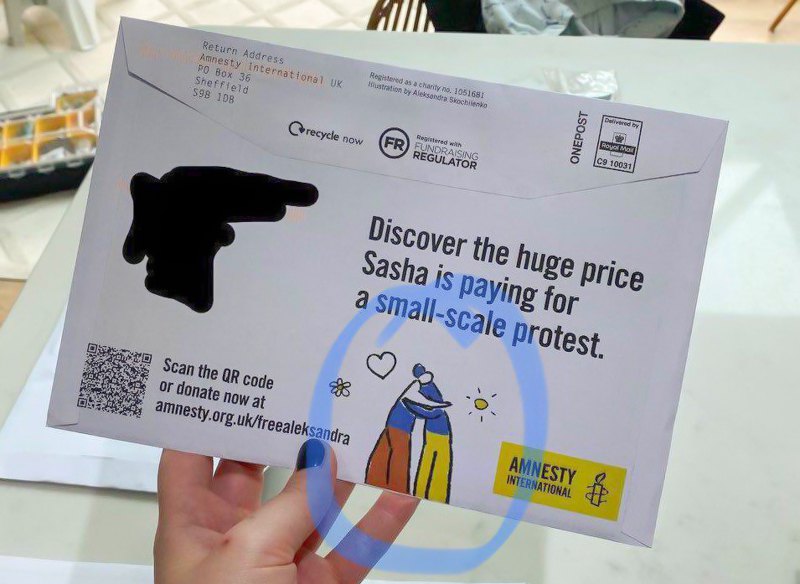 Return Address
Amnesty International UK
PO Box 36
Sheffield
S98 1DB
Registered as a charity no. 1051681
Illustration by Aleksandra Skochilenko
recycle now
FR
Registered with
FUNDRAISING
REGULATOR
ONEPOST
Delivered by
Royal Mail
C9 10031
Discover the huge price
Sasha is paying for
a small-scale protest.
Scan the QR code
or donate now at
amnesty.org.uk/freealeksandra
AMNESTY
INTERNATIONAL